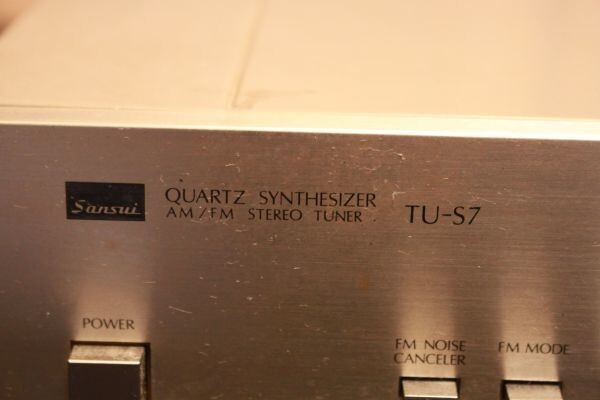 Sansui
QUARTZ SYNTHESIZER
AM/FM STEREO TUNER
TU-S7
POWER
FM NOISE
CANCELER
FM MODE